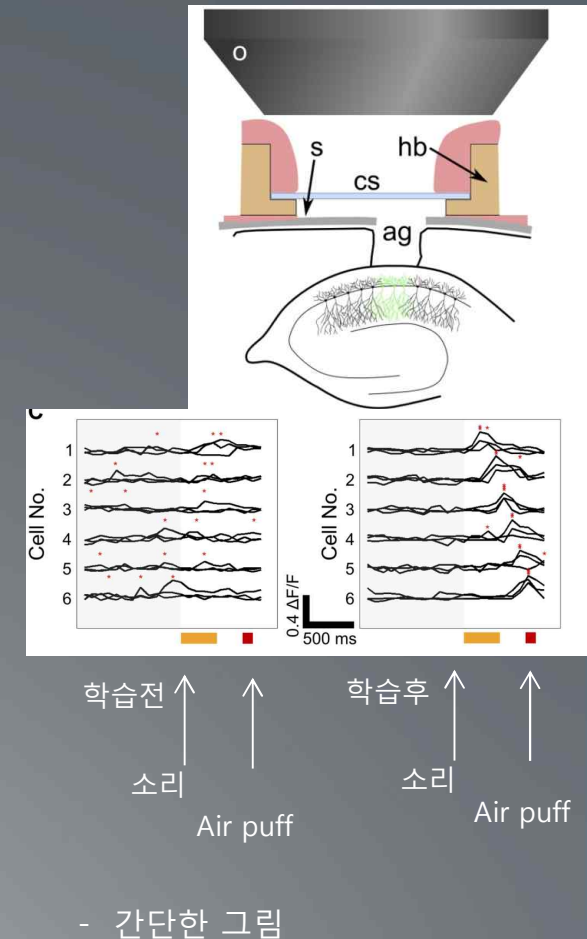 o
s
hb
cs
ag
C
Cell No.
1
2
3
4
5
6
0.4 ΔF/F
500 ms
Cell No.
1
2
3
4
5
6
학습전
소리
Air puff
학습후
소리
Air puff
- 간단한 그림